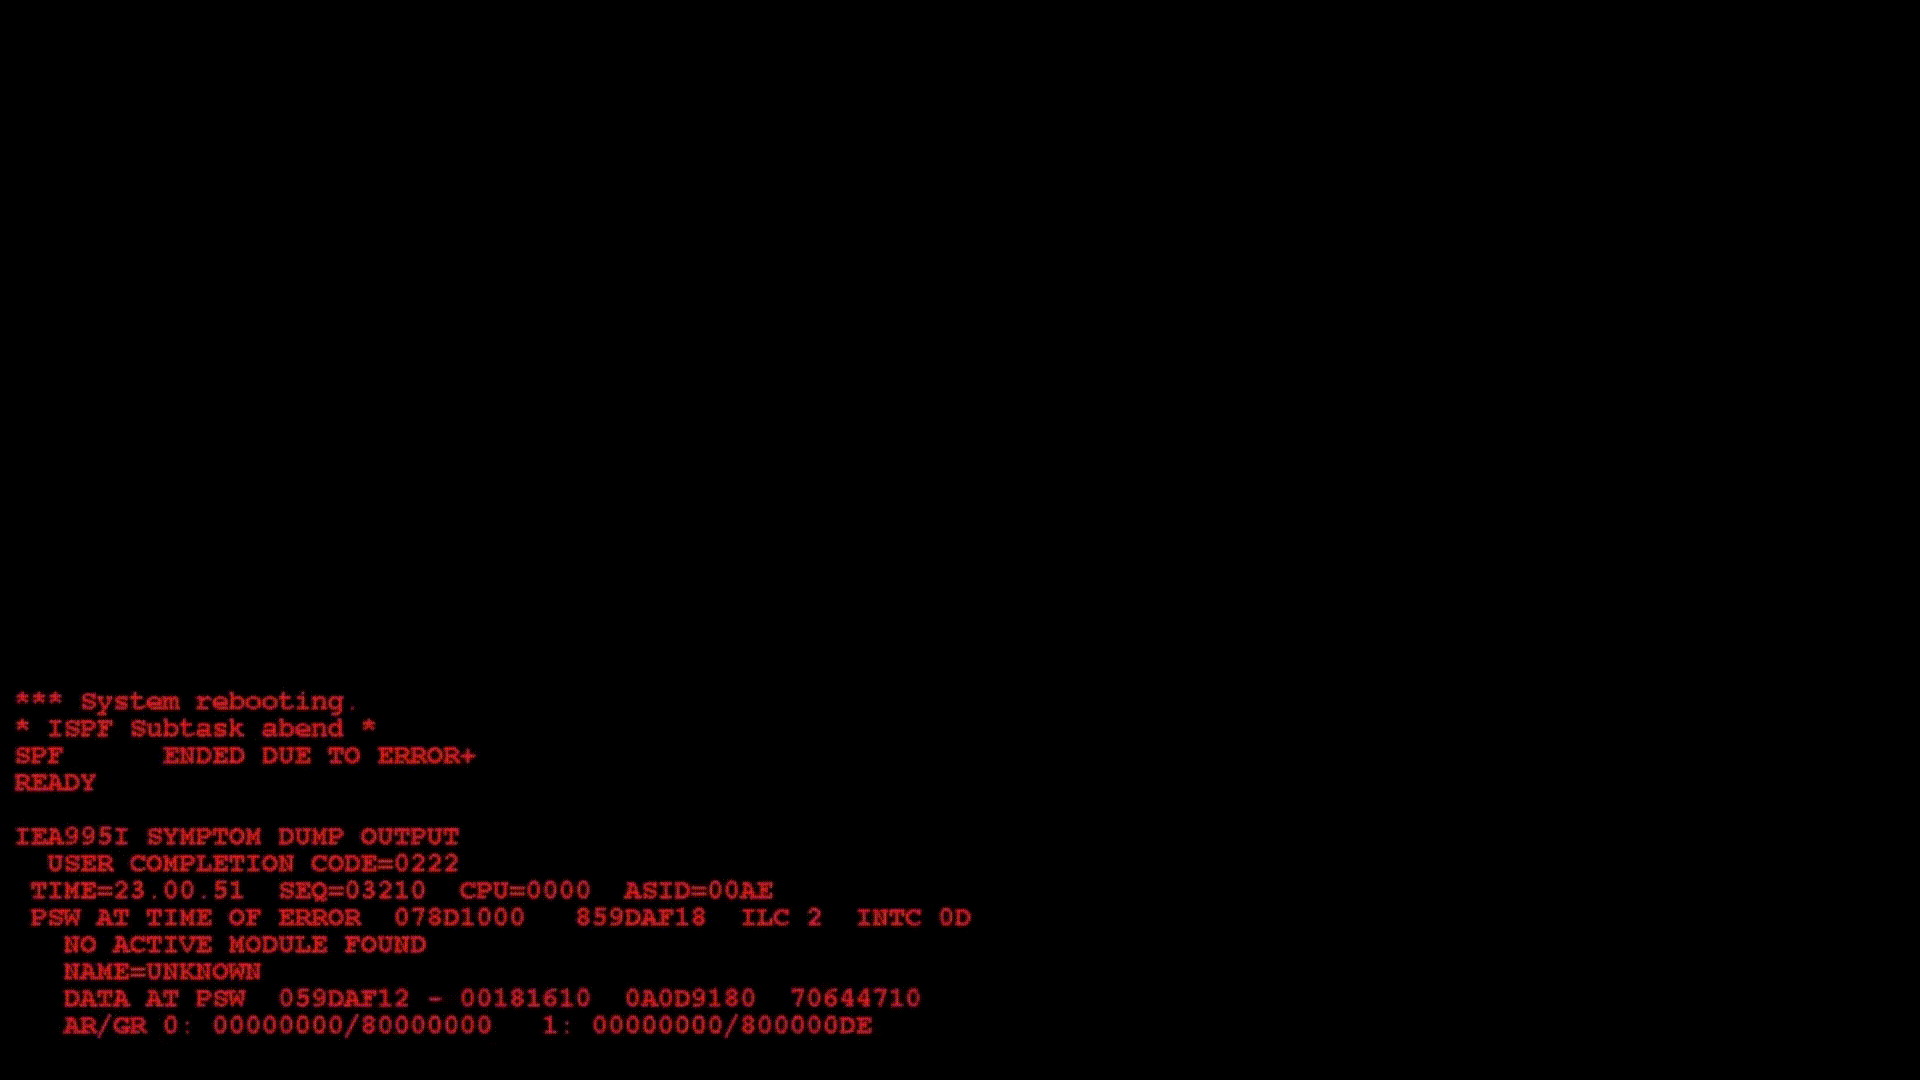 *** System rebooting.
* ISPF Subtask abend *
SPF      ENDED DUE TO ERROR+
READY
IEA995I SYMPTOM DUMP OUTPUT
  USER COMPLETION CODE=0222
 TIME=23.00.51  SEQ=03210  CPU=0000  ASID=00AE
 PSW AT TIME OF ERROR  078D1000   859DAF18  ILC 2  INTC 0D
   NO ACTIVE MODULE FOUND
   NAME=UNKNOWN
   DATA AT PSW  059DAF12 - 00181610  0A0D9180  70644710
   AR/GR 0: 00000000/80000000   1: 00000000/800000DE